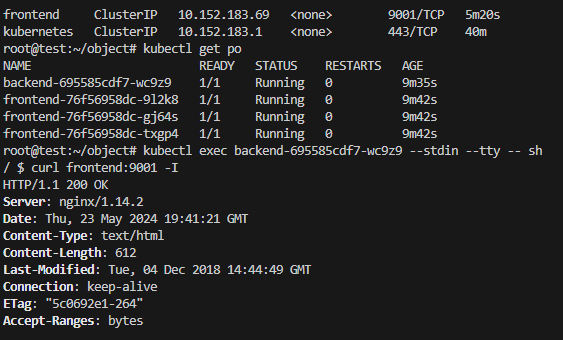 frontend ClusterIP 10.152.183.69 <none> 9001/TCP 5m20s
kubernetes ClusterIP 10.152.183.1 <none> 443/TCP 40m
root@test:~/object# kubectl get po
NAME READY STATUS RESTARTS AGE
backend-695585cdf7-wc9z9 1/1 Running 0 9m35s
frontend-76f56958dc-9l2k8 1/1 Running 0 9m42s
frontend-76f56958dc-gj64s 1/1 Running 0 9m42s
frontend-76f56958dc-txgp4 1/1 Running 0 9m42s
root@test:~/object# kubectl exec backend-695585cdf7-wc9z9 --stdin --tty -- sh
/ $ curl frontend:9001 -I
HTTP/1.1 200 OK
Server: nginx/1.14.2
Date: Thu, 23 May 2024 19:41:21 GMT
Content-Type: text/html
Content-Length: 612
Last-Modified: Tue, 04 Dec 2018 14:44:49 GMT
Connection: keep-alive
ETag: "5c0692e1-264"
Accept-Ranges: bytes